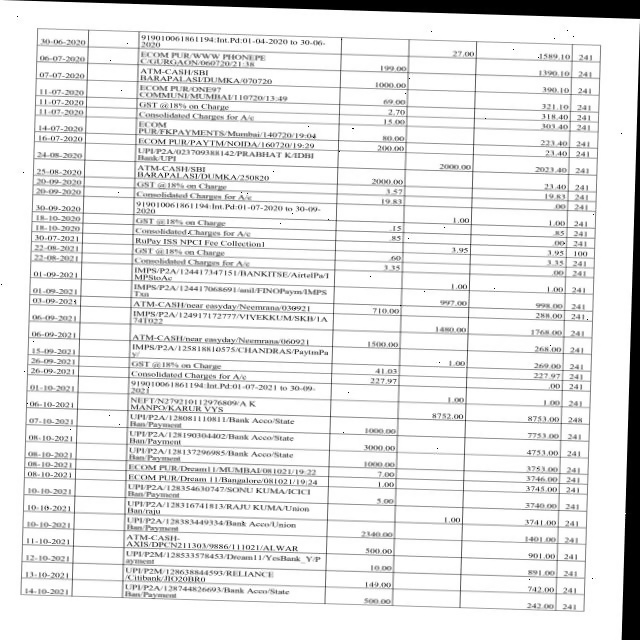 30-06-2020 919010061861194:Int.Pd:01-04-2020 to 30-06-2020 27.00 1589.10 241
06-07-2020 ECOM PUR/WWW PHONEPE C/GURGAON/060720/21:38 199.00 1390.10 241
07-07-2020 ATM-CASH/SBI BARAPALASI/DUMKA/070720 1000.00 390.10 241
11-07-2020 ECOM PUR/ONE97 COMMUNI/MUMBAI/110720/13:49 69.00 321.10 241
11-07-2020 GST @18% on Charge 2.70 318.40 241
11-07-2020 Consolidated Charges for A/c 15.00 303.40 241
14-07-2020 ECOM PUR/FKPAYMENTS/Mumbai/140720/19:04 80.00 223.40 241
16-07-2020 ECOM PUR/PAYTM/NOIDA/160720/19:29 200.00 23.40 241
24-08-2020 UPI/P2A/023709388142/PRABHAT K/IDBI Bank/UPI 2000.00 2023.40 241
25-08-2020 ATM-CASH/SBI BARAPALASI/DUMKA/250820 2000.00 23.40 241
20-09-2020 GST @18% on Charge 3.57 19.83 241
20-09-2020 Consolidated Charges for A/c 19.83 .00 241
30-09-2020 919010061861194:Int.Pd:01-07-2020 to 30-09-2020 1.00 1.00 241
18-10-2020 GST @18% on Charge .15 .85 241
18-10-2020 Consolidated Charges for A/c .85 .00 241
30-07-2021 RuPay ISS NPCI Fee Collection1 3.95 3.95 100
22-08-2021 GST @18% on Charge .60 3.35 241
22-08-2021 Consolidated Charges for A/c 3.35 .00 241
01-09-2021 IMPS/P2A/124417347151/BANKITSE/AirtelPa/IMPStoAc 1.00 1.00 241
01-09-2021 IMPS/P2A/124417068691/anil/FINOPaym/IMPSTxn 997.00 998.00 241
03-09-2021 ATM-CASH/near easyday/Neemrana/030921 710.00 288.00 241
06-09-2021 IMPS/P2A/124917172777/VIVEKKUM/SKB/1A74T022 1480.00 1768.00 241
06-09-2021 ATM-CASH/near easyday/Neemrana/060921 1500.00 268.00 241
15-09-2021 IMPS/P2A/125818810575/CHANDRAS/PaytmPay/ 1.00 269.00 241
26-09-2021 GST @18% on Charge 41.03 227.97 241
26-09-2021 Consolidated Charges for A/c 227.97 .00 241
01-10-2021 919010061861194:Int.Pd:01-07-2021 to 30-09-2021 1.00 1.00 241
06-10-2021 NEFT/N279210112976809/A K MANPO/KARUR VYS 8752.00 8753.00 248
07-10-2021 UPI/P2A/128081110811/Bank Acco/State Ban/Payment 1000.00 7753.00 241
08-10-2021 UPI/P2A/128190304402/Bank Acco/State Ban/Payment 3000.00 4753.00 241
08-10-2021 UPI/P2A/128137296985/Bank Acco/State Ban/Payment 1000.00 3753.00 241
08-10-2021 ECOM PUR/Dream11/MUMBAI/081021/19:22 7.00 3746.00 241
08-10-2021 ECOM PUR/Dream 11/Bangalore/081021/19:24 1.00 3745.00 241
10-10-2021 UPI/P2A/128354630747/SONU KUMA/ICICI Ban/Payment 5.00 3740.00 241
10-10-2021 UPI/P2A/128316741813/RAJU KUMA/Union Ban/raju 1.00 3741.00 241
10-10-2021 UPI/P2A/128383449334/Bank Acco/Union Ban/Payment 2340.00 1401.00 241
11-10-2021 ATM-CASH-AXIS/DPCN211303/9886/111021/ALWAR 500.00 901.00 241
12-10-2021 UPI/P2M/128533578453/Dream11/YesBank_Y/Payment 10.00 891.00 241
13-10-2021 UPI/P2M/128638844593/RELIANCE /Citibank/JIO20BR0 149.00 742.00 241
14-10-2021 UPI/P2A/128744826693/Bank Acco/State Ban/Payment 500.00 242.00 241